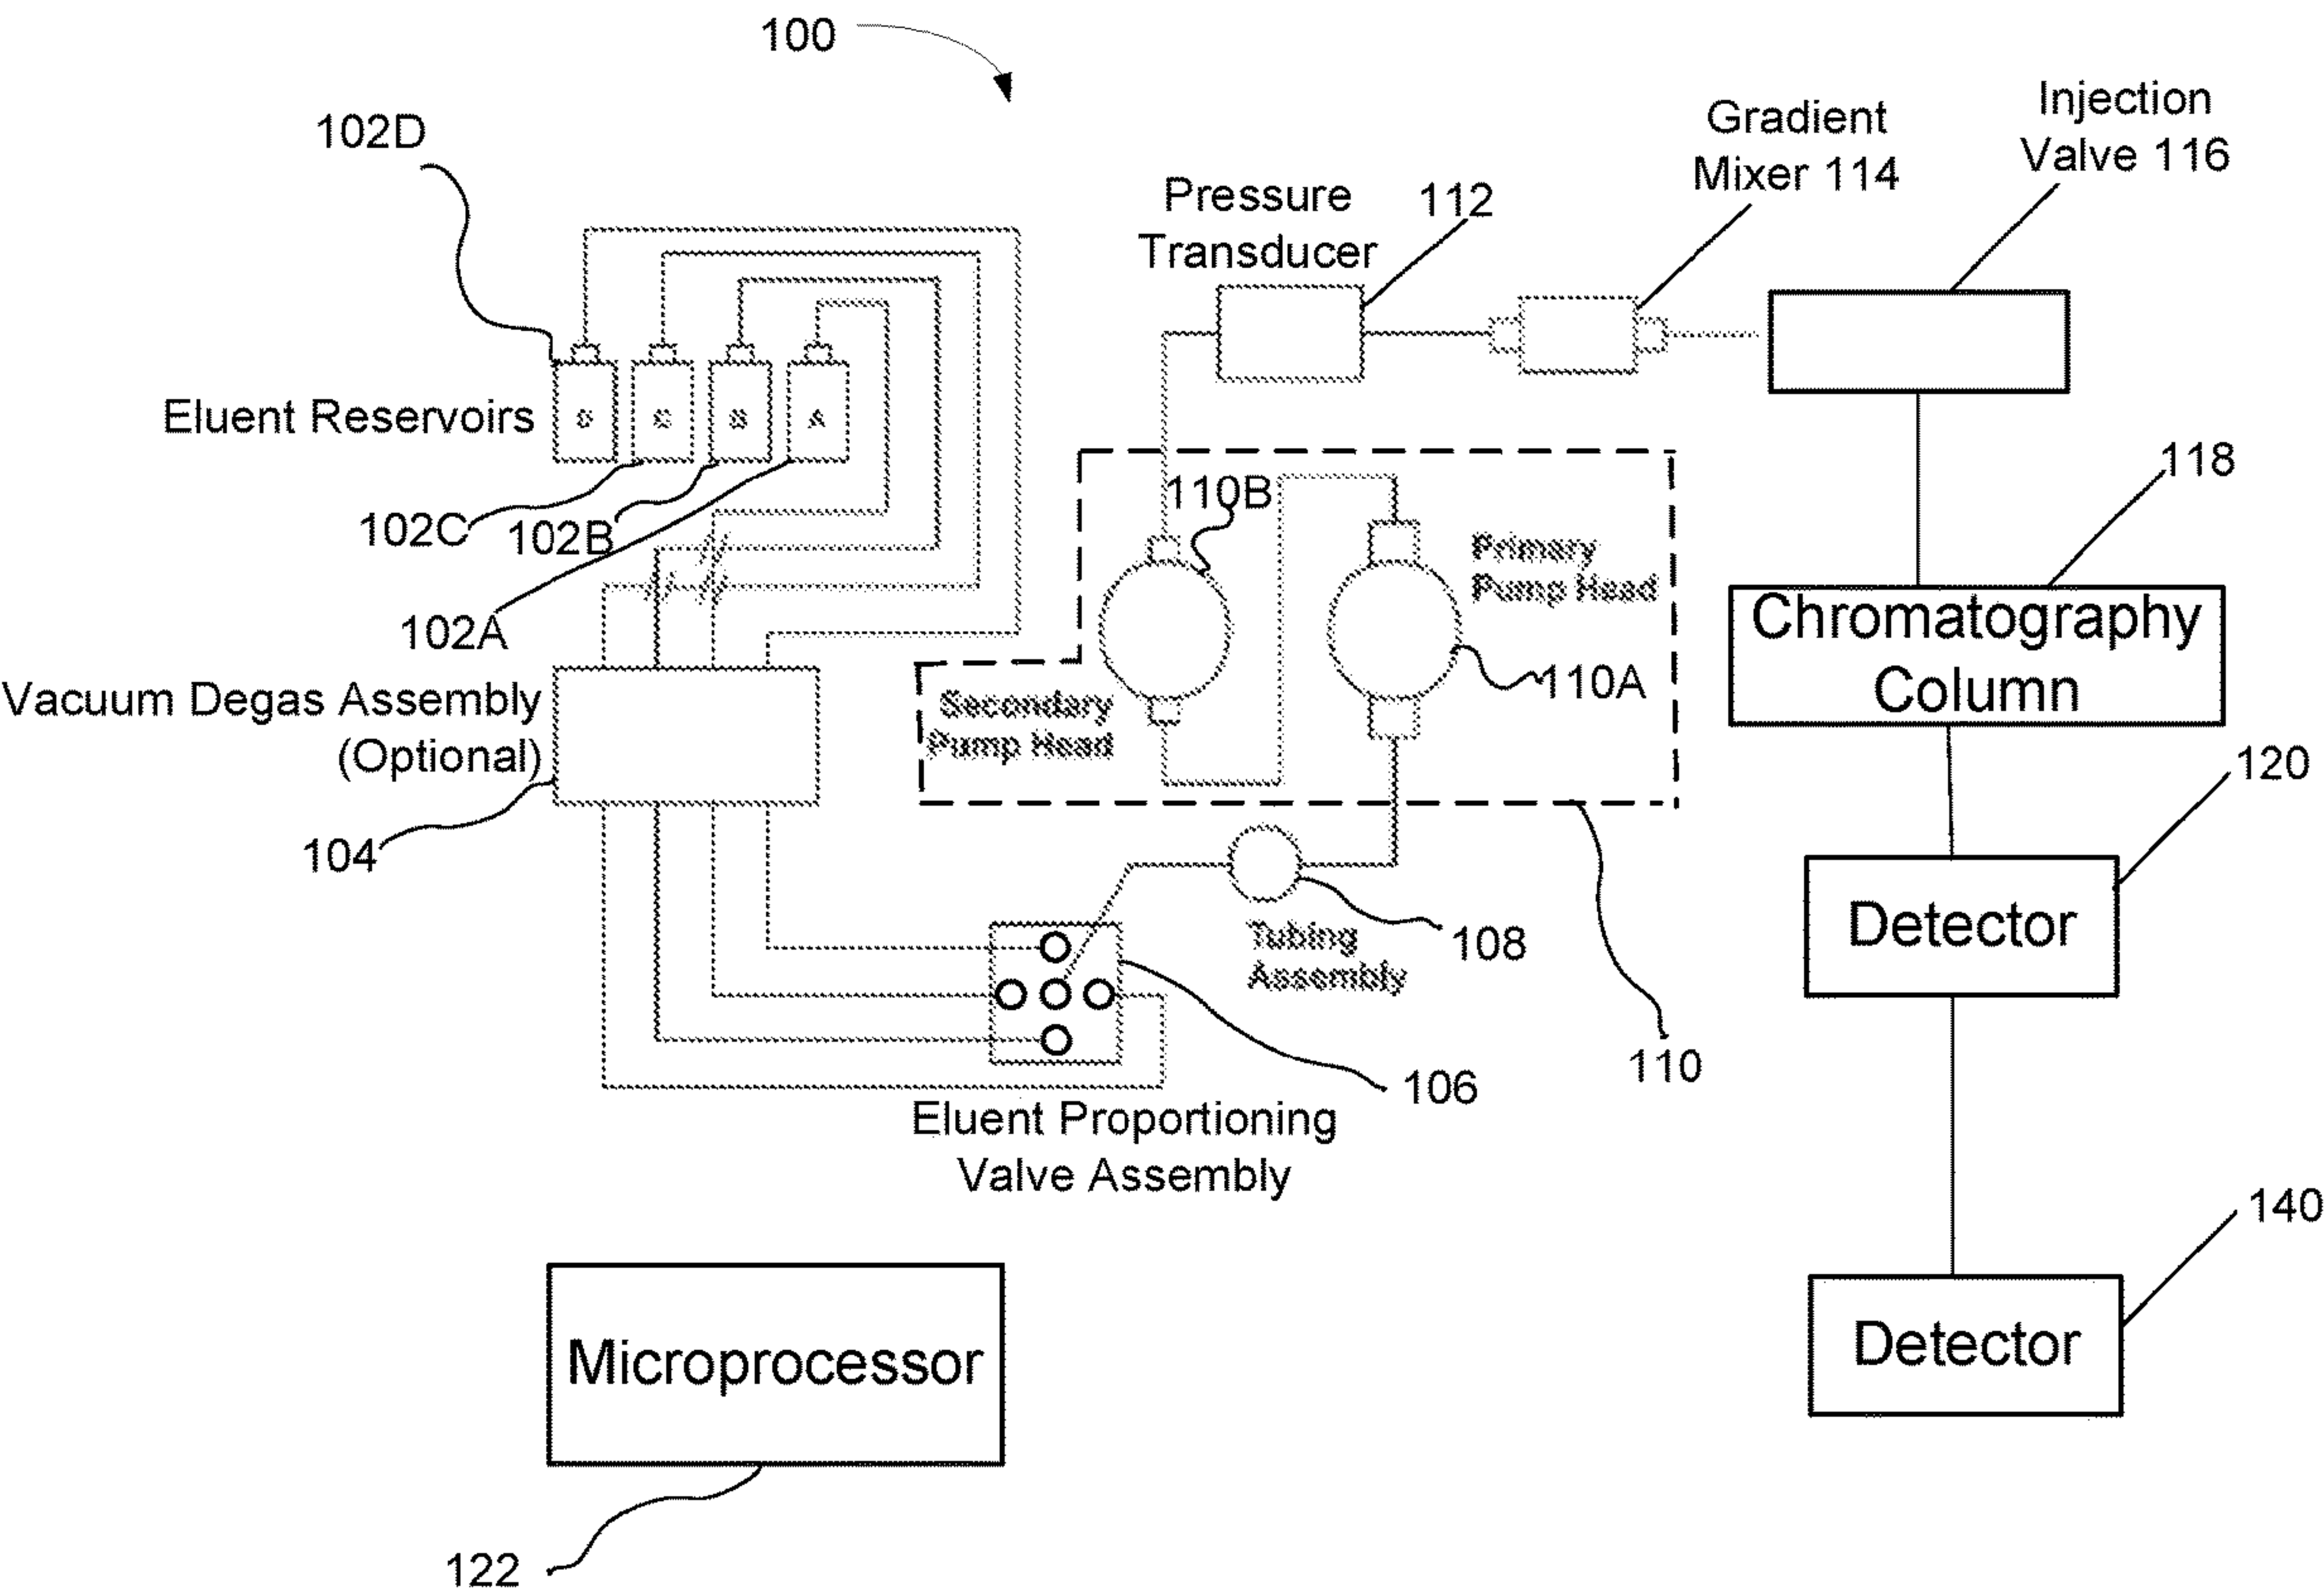 100
102D
Injection
Valve 116
Gradient
Mixer 114
Pressure
Transducer
112
C
B
A
Eluent Reservoirs
110B
118
102C
102B
102A
Primary
Pump Head
Chromatography
Column
110A
Vacuum Degas Assembly
(Optional)
Secondary
Pump Head
120
104
Detector
108
Tubing
Assembly
110
106
Eluent Proportioning
Valve Assembly
140
Detector
Microprocessor
122